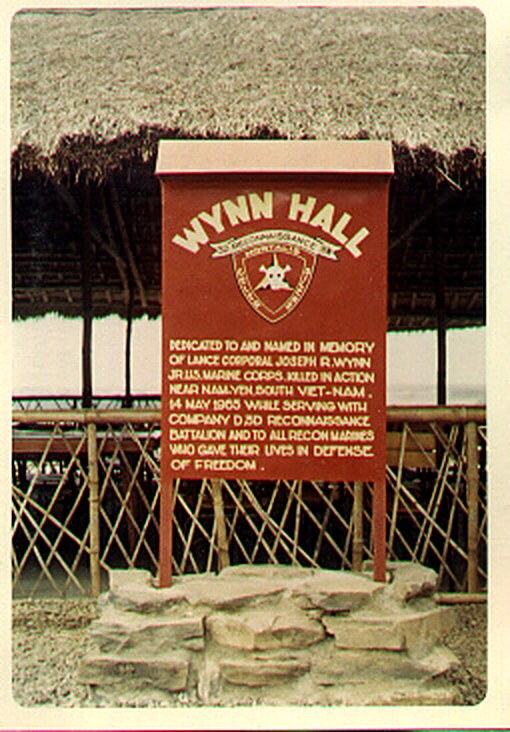 WYNN HALL
3D RECONNAISSANCE BN
DEDICATED TO AND NAMED IN MEMORY
OF LANCE CORPORAL JOSEPH R. WYNN
JR. U.S. MARINE CORPS. KILLED IN ACTION
NEAR NAM-YEN, SOUTH VIET-NAM.
14 MAY 1965 WHILE SERVING WITH
COMPANY D, 3D RECONNAISSANCE
BATTALION AND TO ALL RECON MARINES
WHO GAVE THEIR LIVES IN DEFENSE
OF FREEDOM.